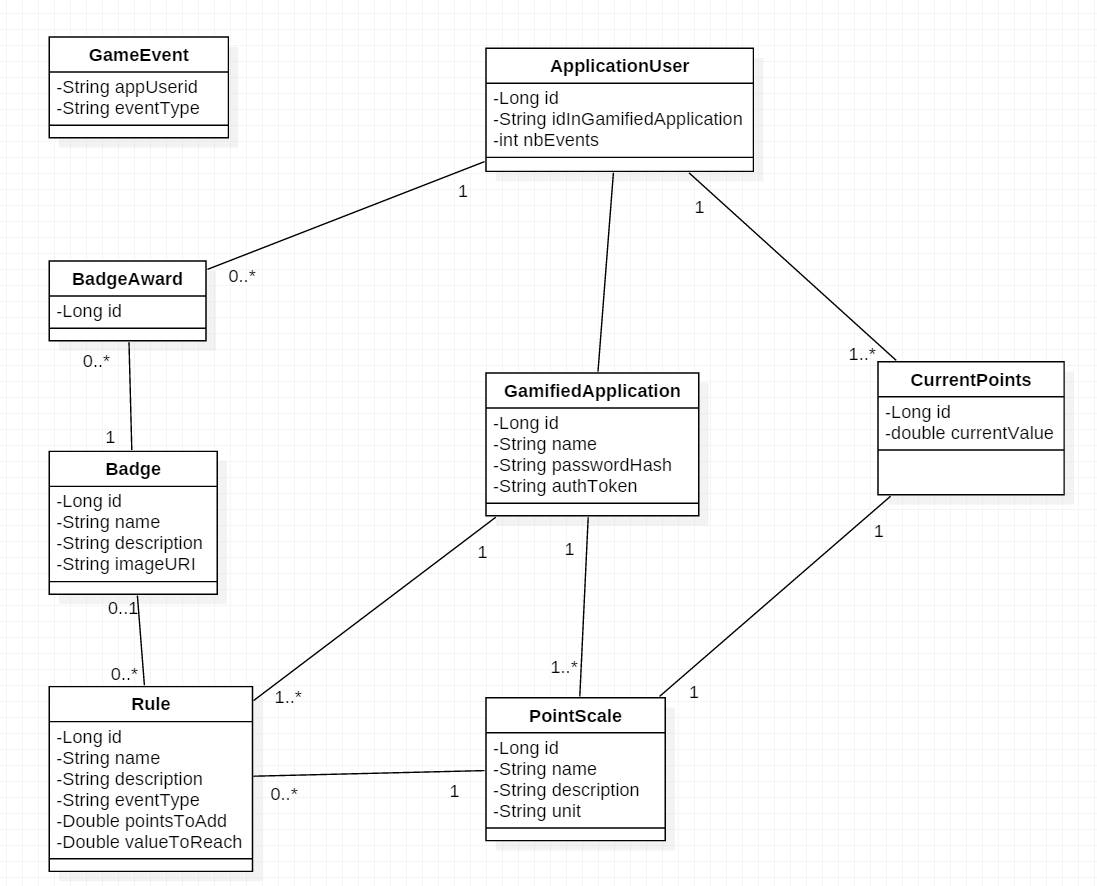 GameEvent
-String appUserid
-String eventType
ApplicationUser
-Long id
-String idInGamifiedApplication
-int nbEvents
1
1
0..*
BadgeAward
-Long id
0..*
1
1..*
GamifiedApplication
-Long id
-String name
-String passwordHash
-String authToken
CurrentPoints
-Long id
-double currentValue
Badge
-Long id
-String name
-String description
-String imageURI
1
1
1
0..1
0..*
1..*
1..*
1
Rule
-Long id
-String name
-String description
-String eventType
-Double pointsToAdd
-Double valueToReach
0..*
1
PointScale
-Long id
-String name
-String description
-String unit